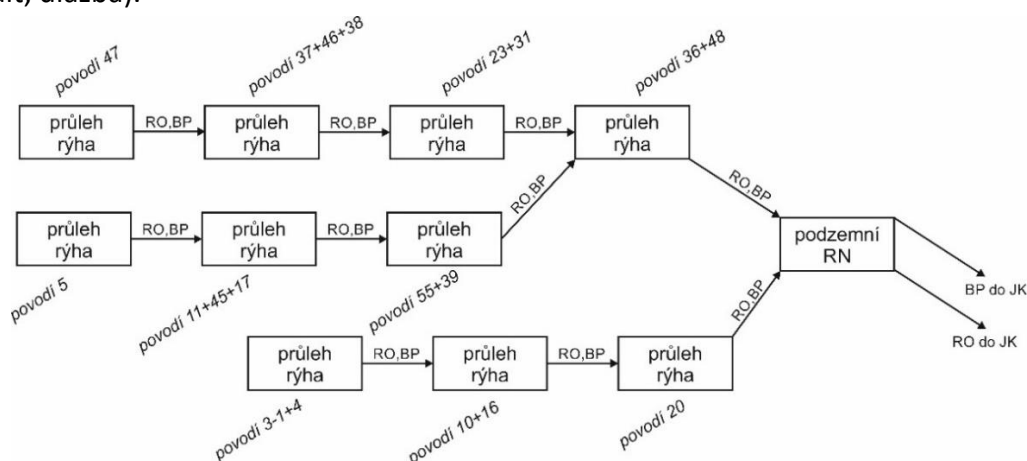 povodí 47
povodí 37+46+38
povodí 23+31
povodí 36+48
průleh
rýha
RO,BP
průleh
rýha
RO,BP
průleh
rýha
RO,BP
průleh
rýha
RO,BP
průleh
rýha
RO,BP
průleh
rýha
RO,BP
průleh
rýha
RO,BP
podzemní
RN
BP do JK
RO do JK
povodí 5
povodí 11+45+17
povodí 55+39
průleh
rýha
RO,BP
průleh
rýha
RO,BP
průleh
rýha
RO,BP
povodí 3-1+4
povodí 10+16
povodí 20